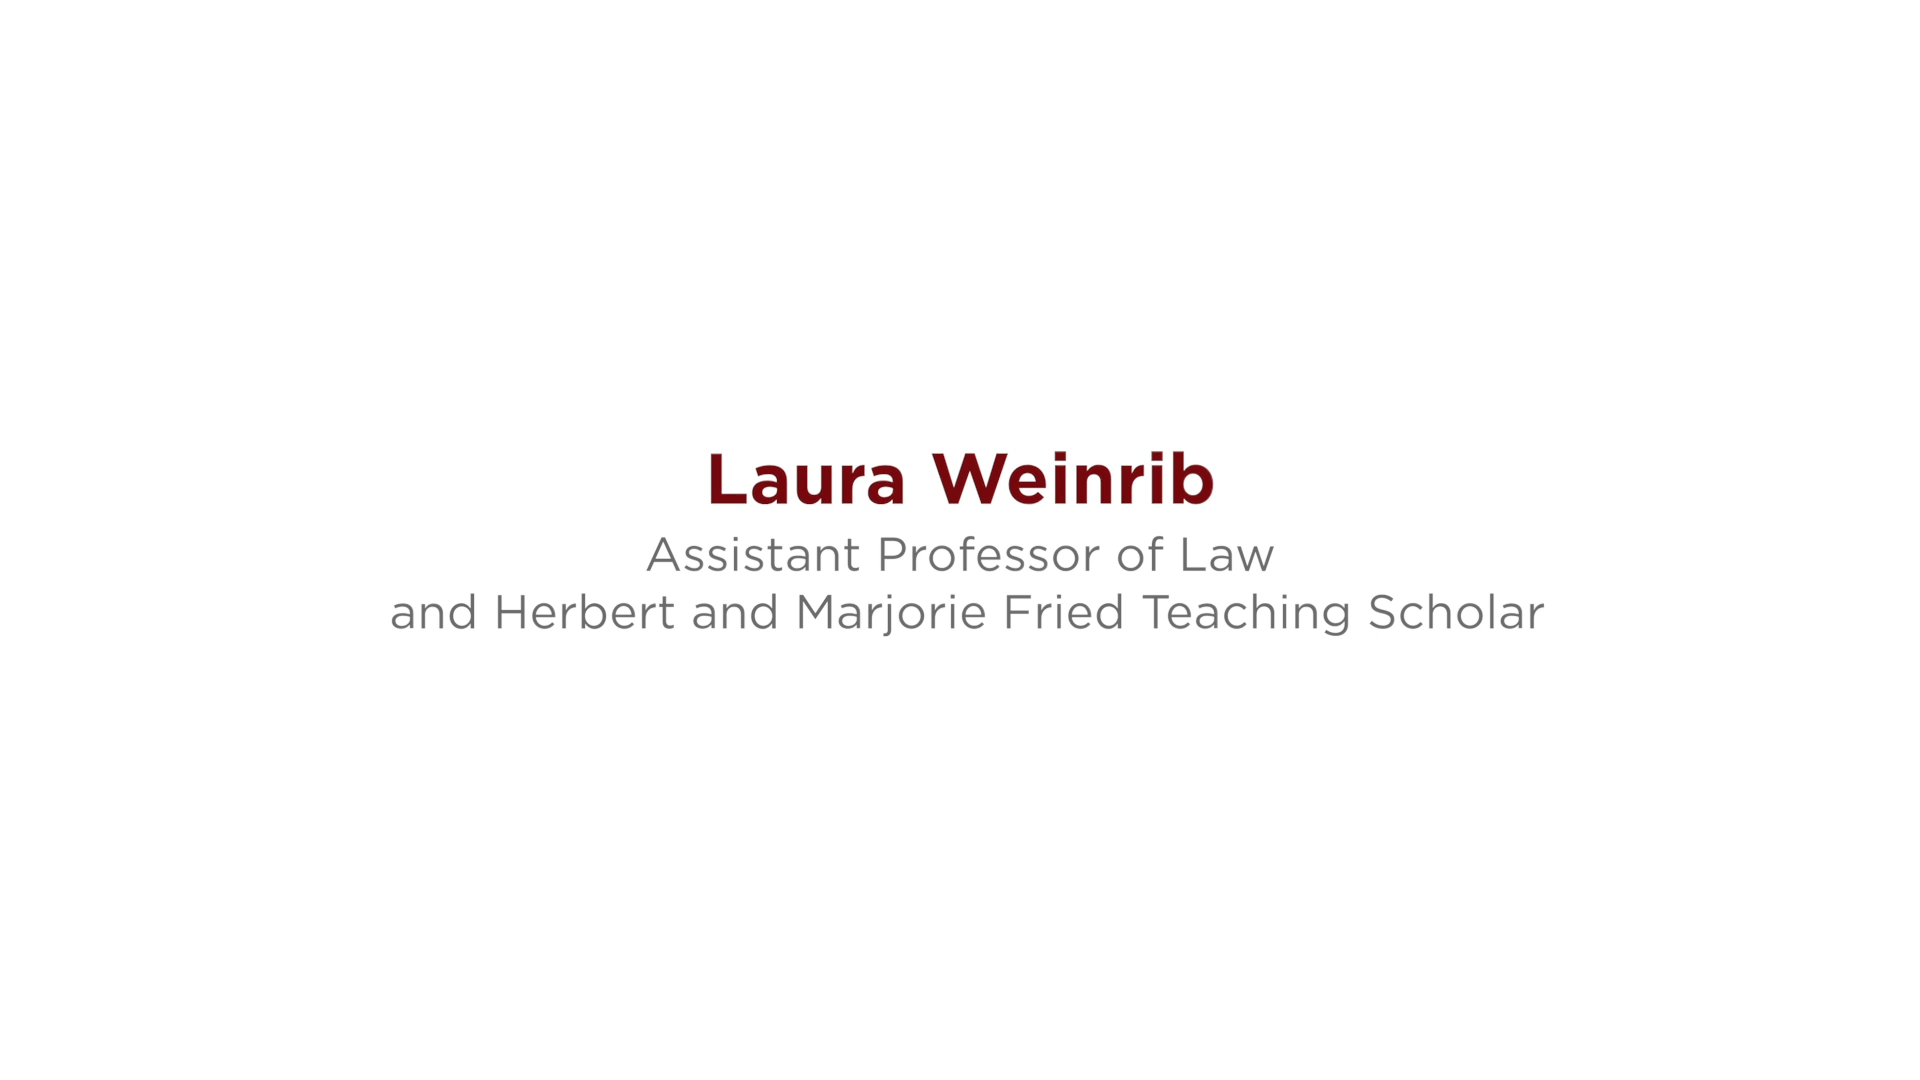 Laura Weinrib
Assistant Professor of Law
and Herbert and Marjorie Fried Teaching Scholar